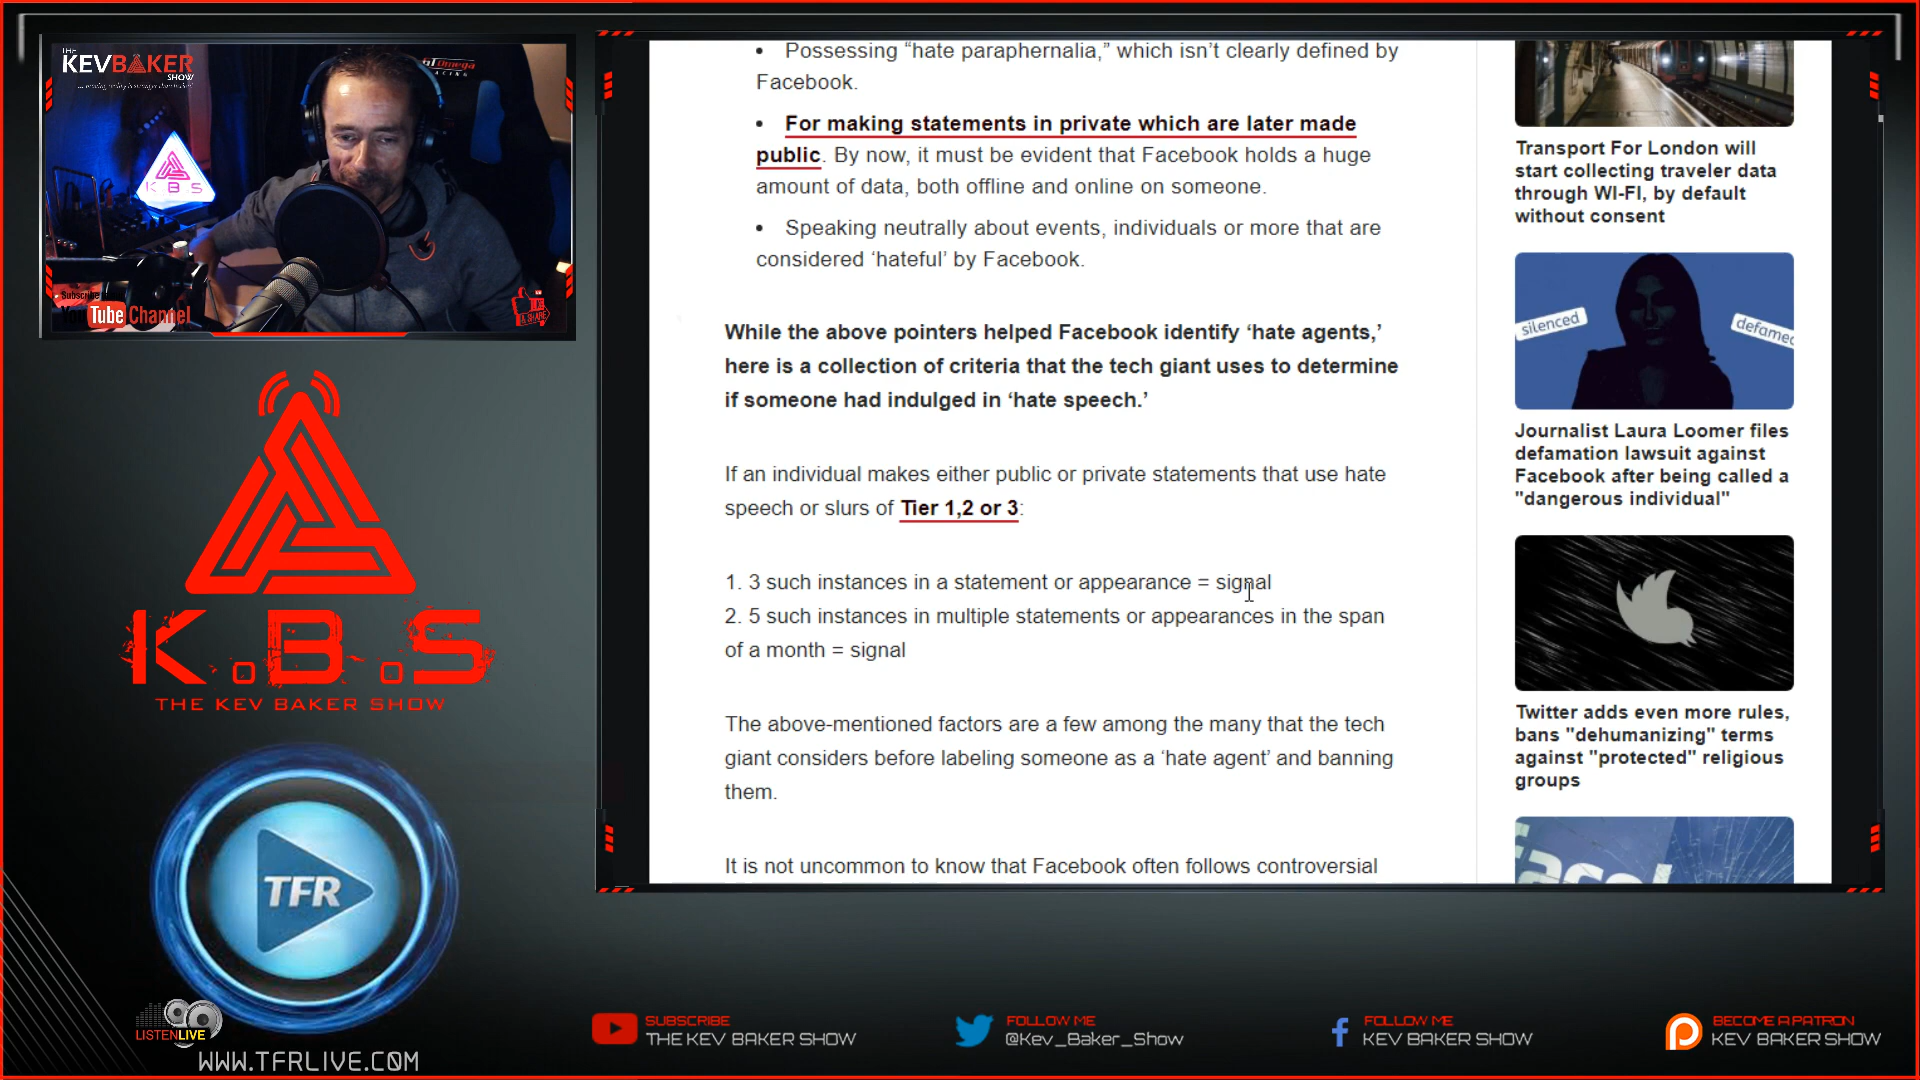 THE
KEVBAKER
SHOW
K B S
Subscribe
YouTube Channel
Possessing “hate paraphernalia,” which isn’t clearly defined by
Facebook.
For making statements in private which are later made
public. By now, it must be evident that Facebook holds a huge
amount of data, both offline and online on someone.
Speaking neutrally about events, individuals or more that are
considered ‘hateful’ by Facebook.
While the above pointers helped Facebook identify ‘hate agents,’
here is a collection of criteria that the tech giant uses to determine
if someone had indulged in ‘hate speech.’
If an individual makes either public or private statements that use hate
speech or slurs of Tier 1,2 or 3:
1. 3 such instances in a statement or appearance = signal
2. 5 such instances in multiple statements or appearances in the span
of a month = signal
The above-mentioned factors are a few among the many that the tech
giant considers before labeling someone as a ‘hate agent’ and banning
them.
It is not uncommon to know that Facebook often follows controversial
Transport For London will
start collecting traveler data
through WI-FI, by default
without consent
silenced
defamed
Journalist Laura Loomer files
defamation lawsuit against
Facebook after being called a
"dangerous individual"
Twitter adds even more rules,
bans "dehumanizing" terms
against "protected" religious
groups
K.B.S
THE KEV BAKER SHOW
TFR
LISTENLIVE
WWW.TFRLIVE.COM
SUBSCRIBE
THE KEV BAKER SHOW
FOLLOW ME
@Kev_Baker_Show
FOLLOW ME
KEV BAKER SHOW
BECOME A PATRON
KEV BAKER SHOW